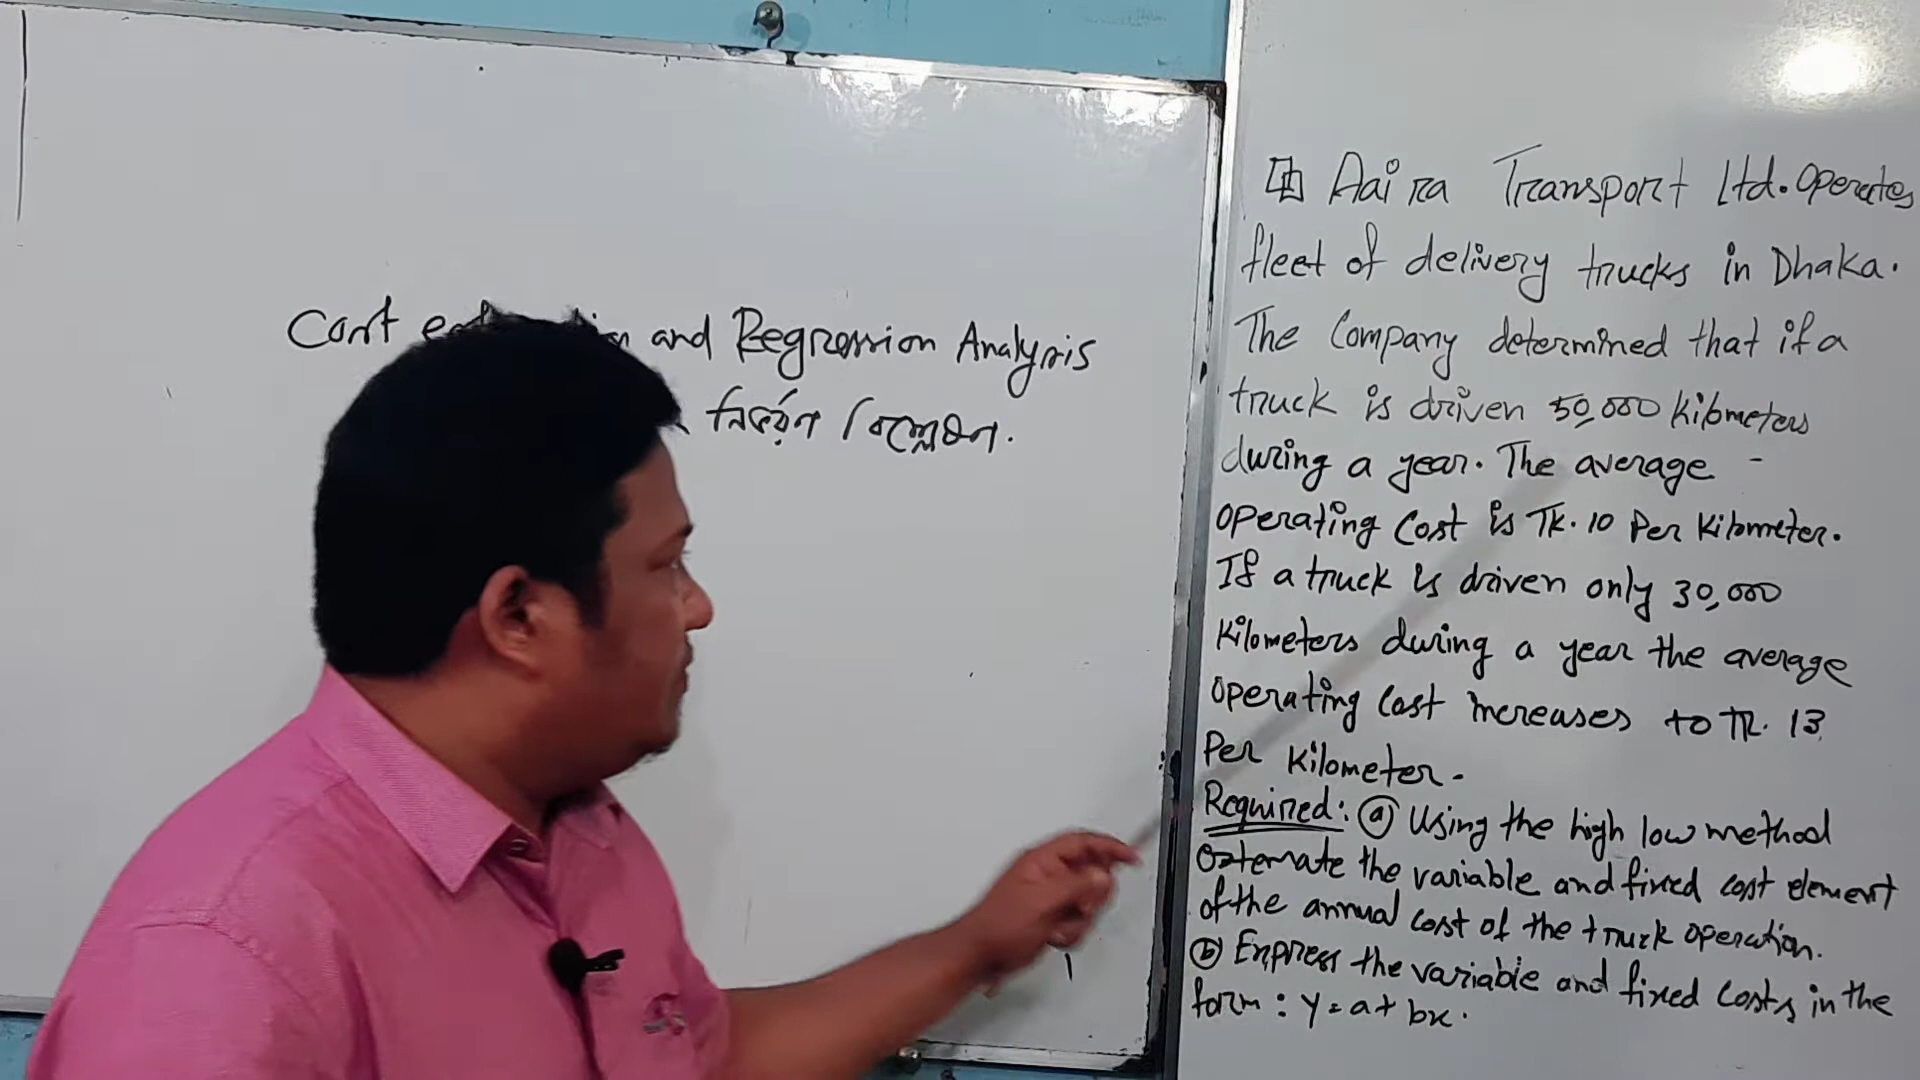 Cost and Regression Analysis
নির্ভরণ বিশ্লেষণ.
Aaira Transport Ltd. Operates
fleet of delivery trucks in Dhaka.
The Company determined that if a
truck is driven 50,000 kilometers
during a year. The average -
operating Cost is Tk. 10 Per Kilometer.
If a truck is driven only 30,000
Kilometers during a year the average
operating Cost increases to TK. 13
Per Kilometer.
Required: (a) Using the high low method
the variable and fixed cost element
of the annual cost of the truck operation.
(b) Express the variable and fixed Costs in the
form: Y = a + bx.